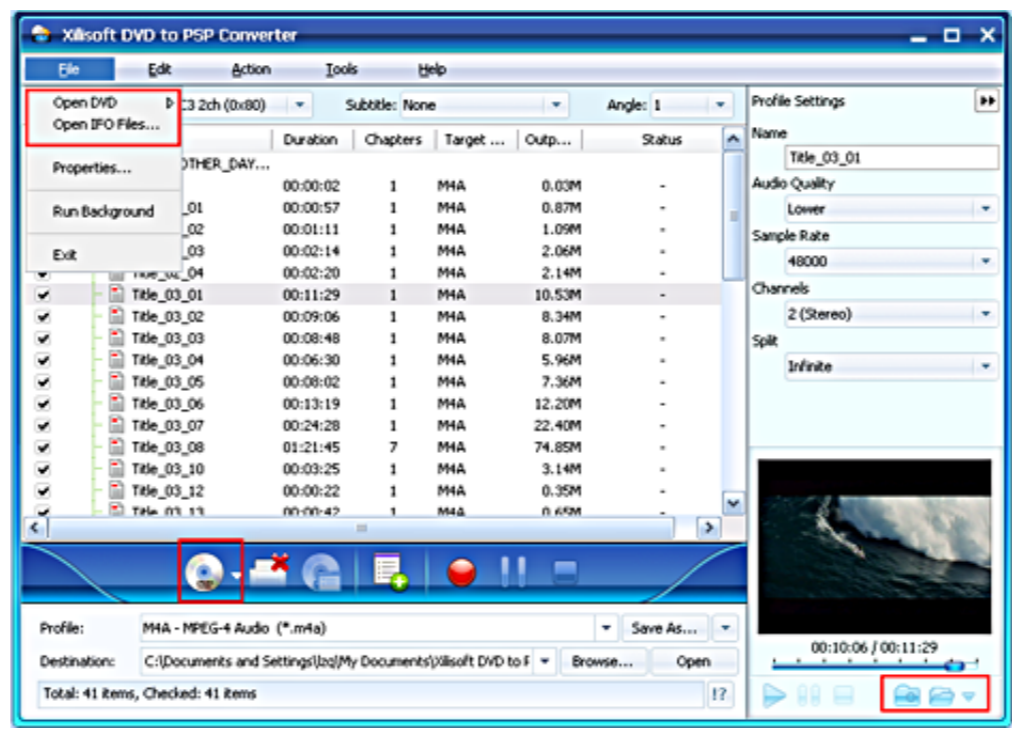 Xilisoft DVD to PSP Converter
File Edit Action Tools Help
Open DVD
Open IFO Files...
Properties...
Run Background
Exit
C3 2ch (0x80) Subtitle: None Angle: 1
Duration Chapters Target ... Outp... Status
OTHER_DAY...
00:00:02 1 M4A 0.03M -
_01 00:00:57 1 M4A 0.87M -
_02 00:01:11 1 M4A 1.09M -
_03 00:02:14 1 M4A 2.06M -
Title_02_04 00:02:20 1 M4A 2.14M -
Title_03_01 00:11:29 1 M4A 10.53M -
Title_03_02 00:09:06 1 M4A 8.34M -
Title_03_03 00:08:48 1 M4A 8.07M -
Title_03_04 00:06:30 1 M4A 5.96M -
Title_03_05 00:08:02 1 M4A 7.36M -
Title_03_06 00:13:19 1 M4A 12.20M -
Title_03_07 00:24:28 1 M4A 22.40M -
Title_03_08 01:21:45 7 M4A 74.85M -
Title_03_10 00:03:25 1 M4A 3.14M -
Title_03_12 00:00:22 1 M4A 0.35M -
Title_03_13 00:00:42 1 M4A 0.65M -
Profile: M4A - MPEG-4 Audio (*.m4a) Save As...
Destination: C:\Documents and Settings\lzq\My Documents\Xilisoft DVD to F Browse... Open
Total: 41 items, Checked: 41 items !?
Profile Settings
Name
Title_03_01
Audio Quality
Lower
Sample Rate
48000
Channels
2 (Stereo)
Split
Infinite
00:10:06 / 00:11:29